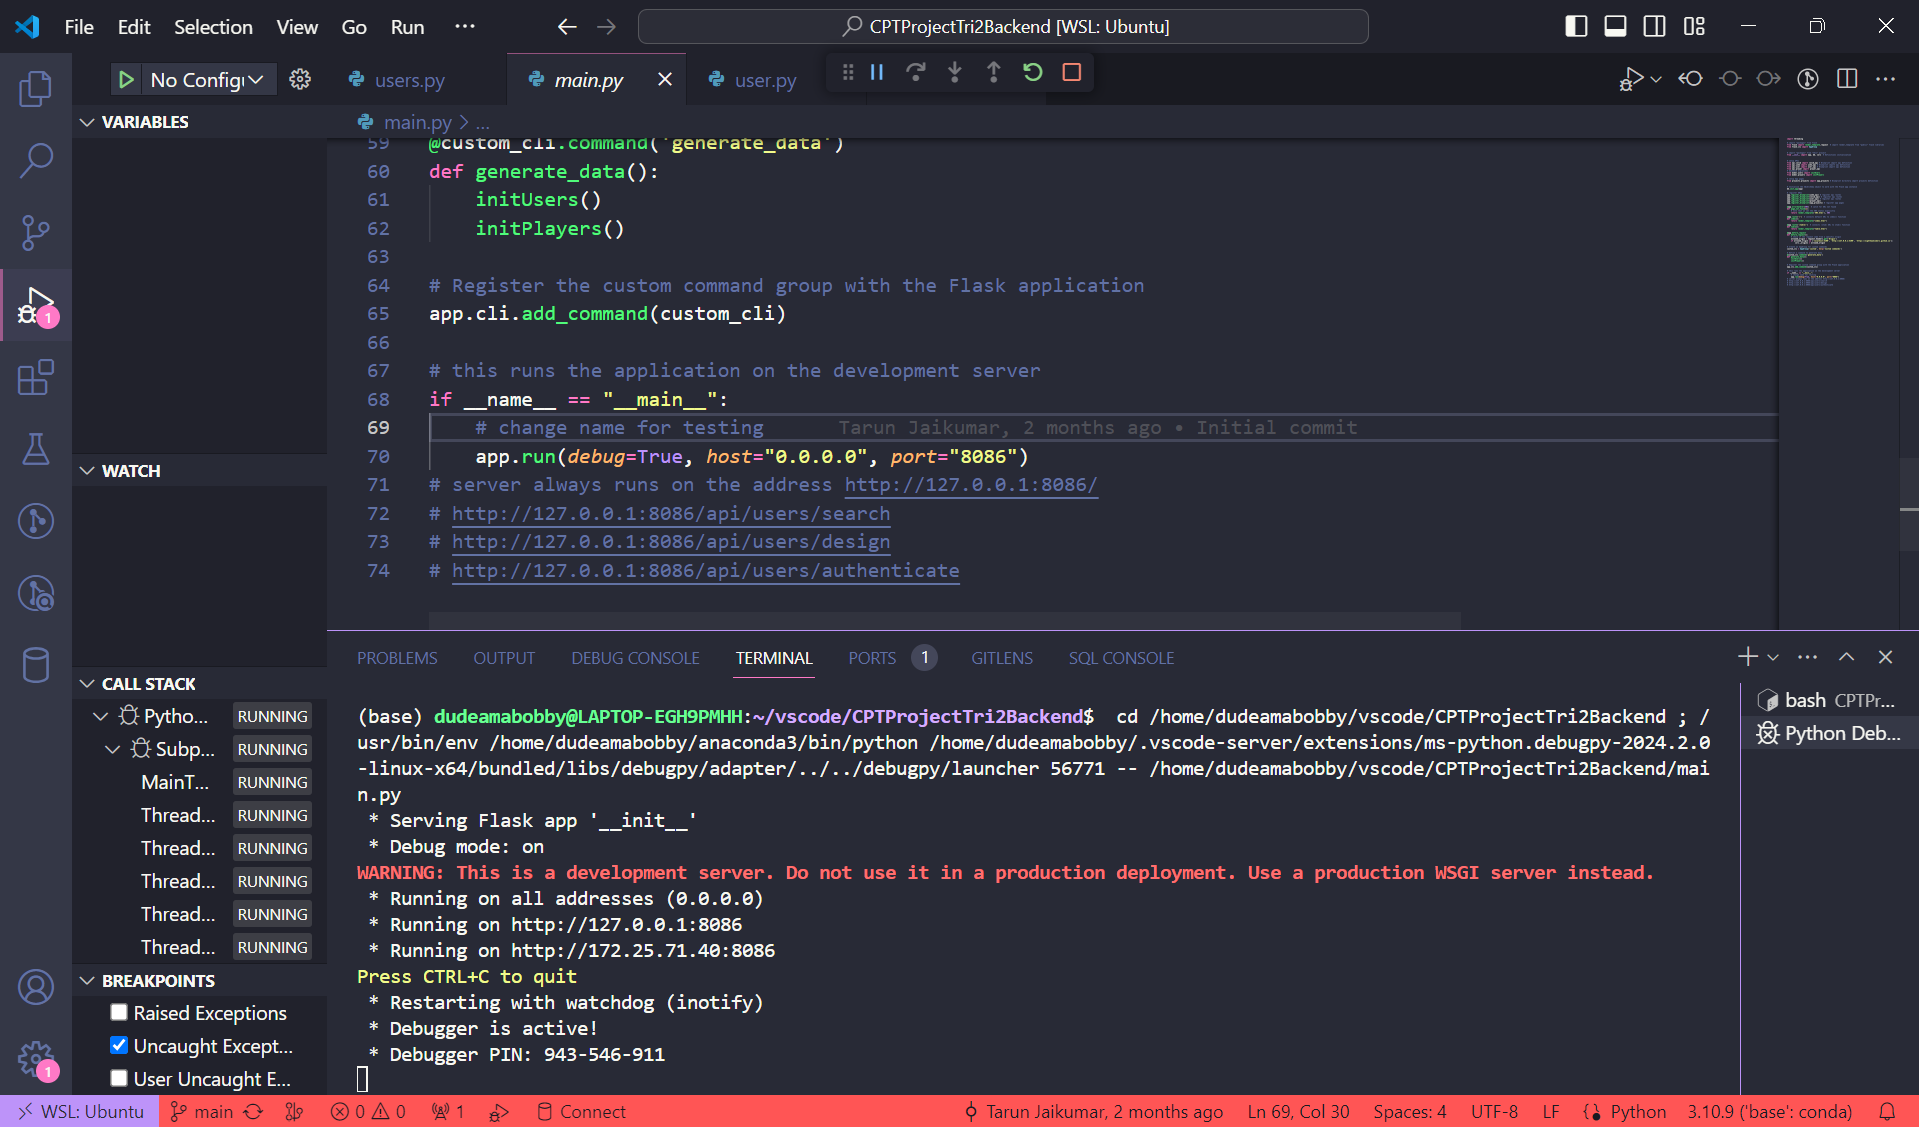 File Edit Selection View Go Run ··· CPTProjectTri2Backend [WSL: Ubuntu]
No Config users.py main.py user.py
VARIABLES
main.py > ...
59 @custom_cli.command('generate_data')
60 def generate_data():
61 initUsers()
62 initPlayers()
63
64 # Register the custom command group with the Flask application
65 app.cli.add_command(custom_cli)
66
67 # this runs the application on the development server
68 if __name__ == "__main__":
69 # change name for testing Tarun Jaikumar, 2 months ago • Initial commit
70 app.run(debug=True, host="0.0.0.0", port="8086")
71 # server always runs on the address http://127.0.0.1:8086/
72 # http://127.0.0.1:8086/api/users/search
73 # http://127.0.0.1:8086/api/users/design
74 # http://127.0.0.1:8086/api/users/authenticate
WATCH
CALL STACK
Pytho... RUNNING
Subp... RUNNING
MainT... RUNNING
Thread... RUNNING
Thread... RUNNING
Thread... RUNNING
Thread... RUNNING
Thread... RUNNING
BREAKPOINTS
Raised Exceptions
Uncaught Except...
User Uncaught E...
1
1
PROBLEMS OUTPUT DEBUG CONSOLE TERMINAL PORTS 1 GITLENS SQL CONSOLE
(base) dudeamabobby@LAPTOP-EGH9PMHH:~/vscode/CPTProjectTri2Backend$ cd /home/dudeamabobby/vscode/CPTProjectTri2Backend ; /
usr/bin/env /home/dudeamabobby/anaconda3/bin/python /home/dudeamabobby/.vscode-server/extensions/ms-python.debugpy-2024.2.0
-linux-x64/bundled/libs/debugpy/adapter/../../debugpy/launcher 56771 -- /home/dudeamabobby/vscode/CPTProjectTri2Backend/mai
n.py
* Serving Flask app '__init__'
* Debug mode: on
WARNING: This is a development server. Do not use it in a production deployment. Use a production WSGI server instead.
* Running on all addresses (0.0.0.0)
* Running on http://127.0.0.1:8086
* Running on http://172.25.71.40:8086
Press CTRL+C to quit
* Restarting with watchdog (inotify)
* Debugger is active!
* Debugger PIN: 943-546-911
bash CPTPr...
Python Deb...
WSL: Ubuntu main 0 0 1 Connect Tarun Jaikumar, 2 months ago Ln 69, Col 30 Spaces: 4 UTF-8 LF Python 3.10.9 ('base': conda)